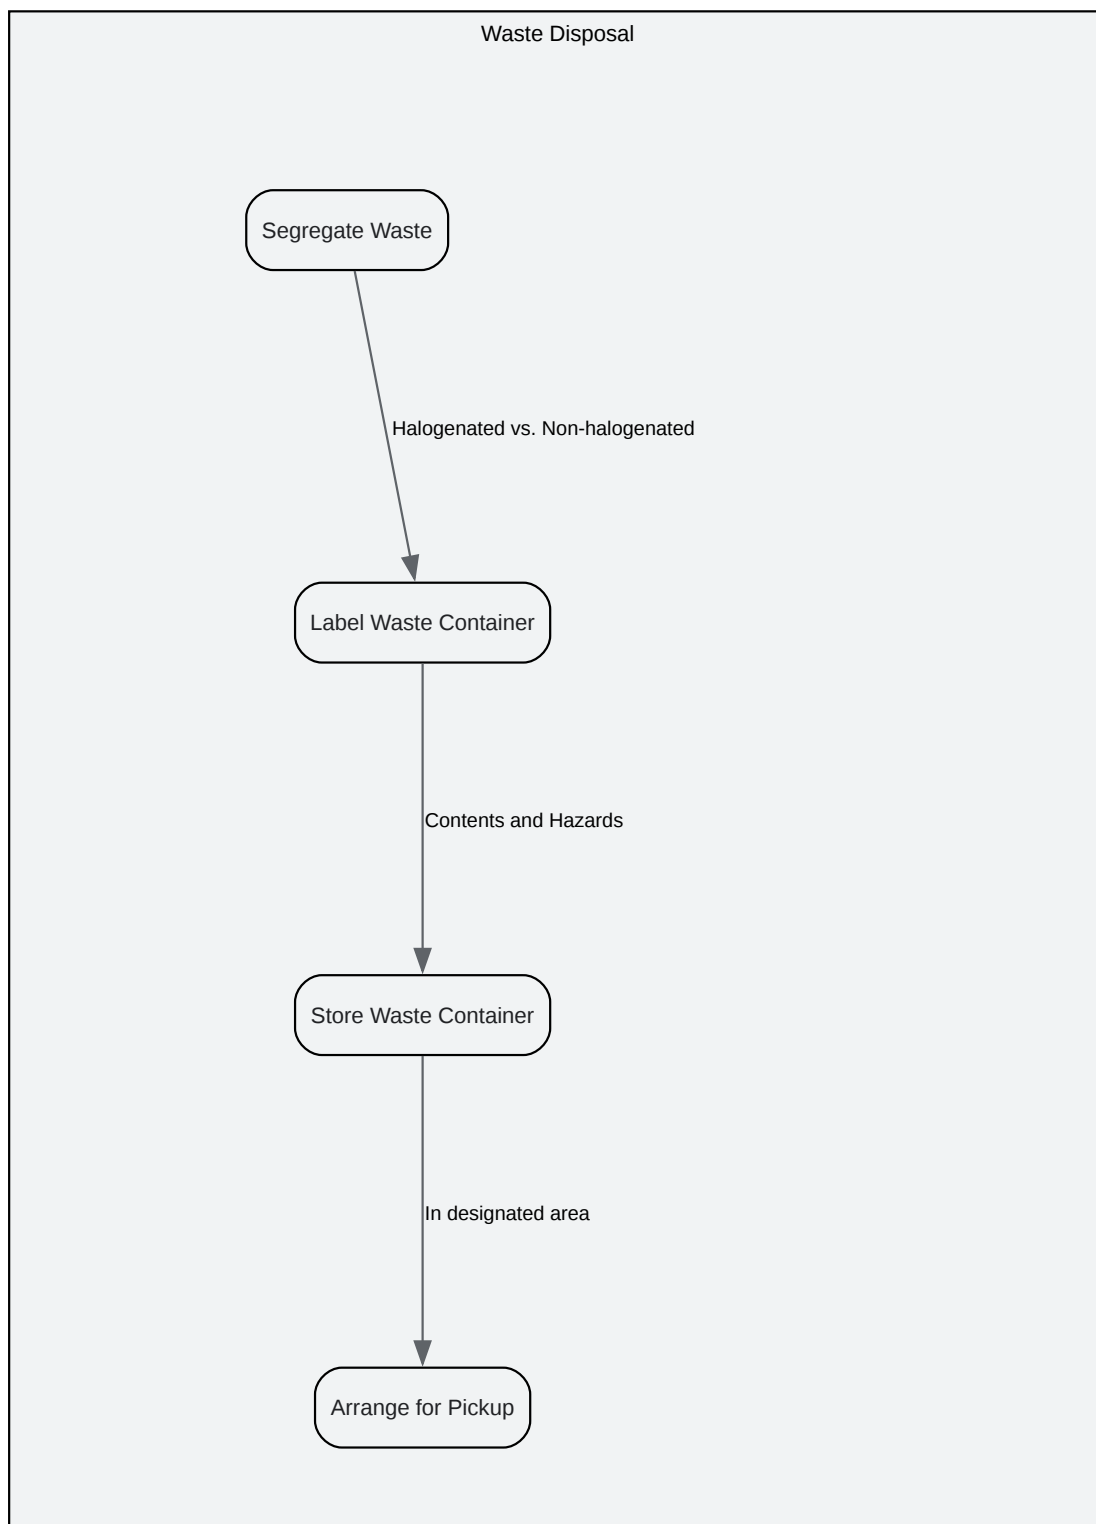 Waste Disposal
Segregate Waste
Halogenated vs. Non-halogenated
Label Waste Container
Contents and Hazards
Store Waste Container
In designated area
Arrange for Pickup